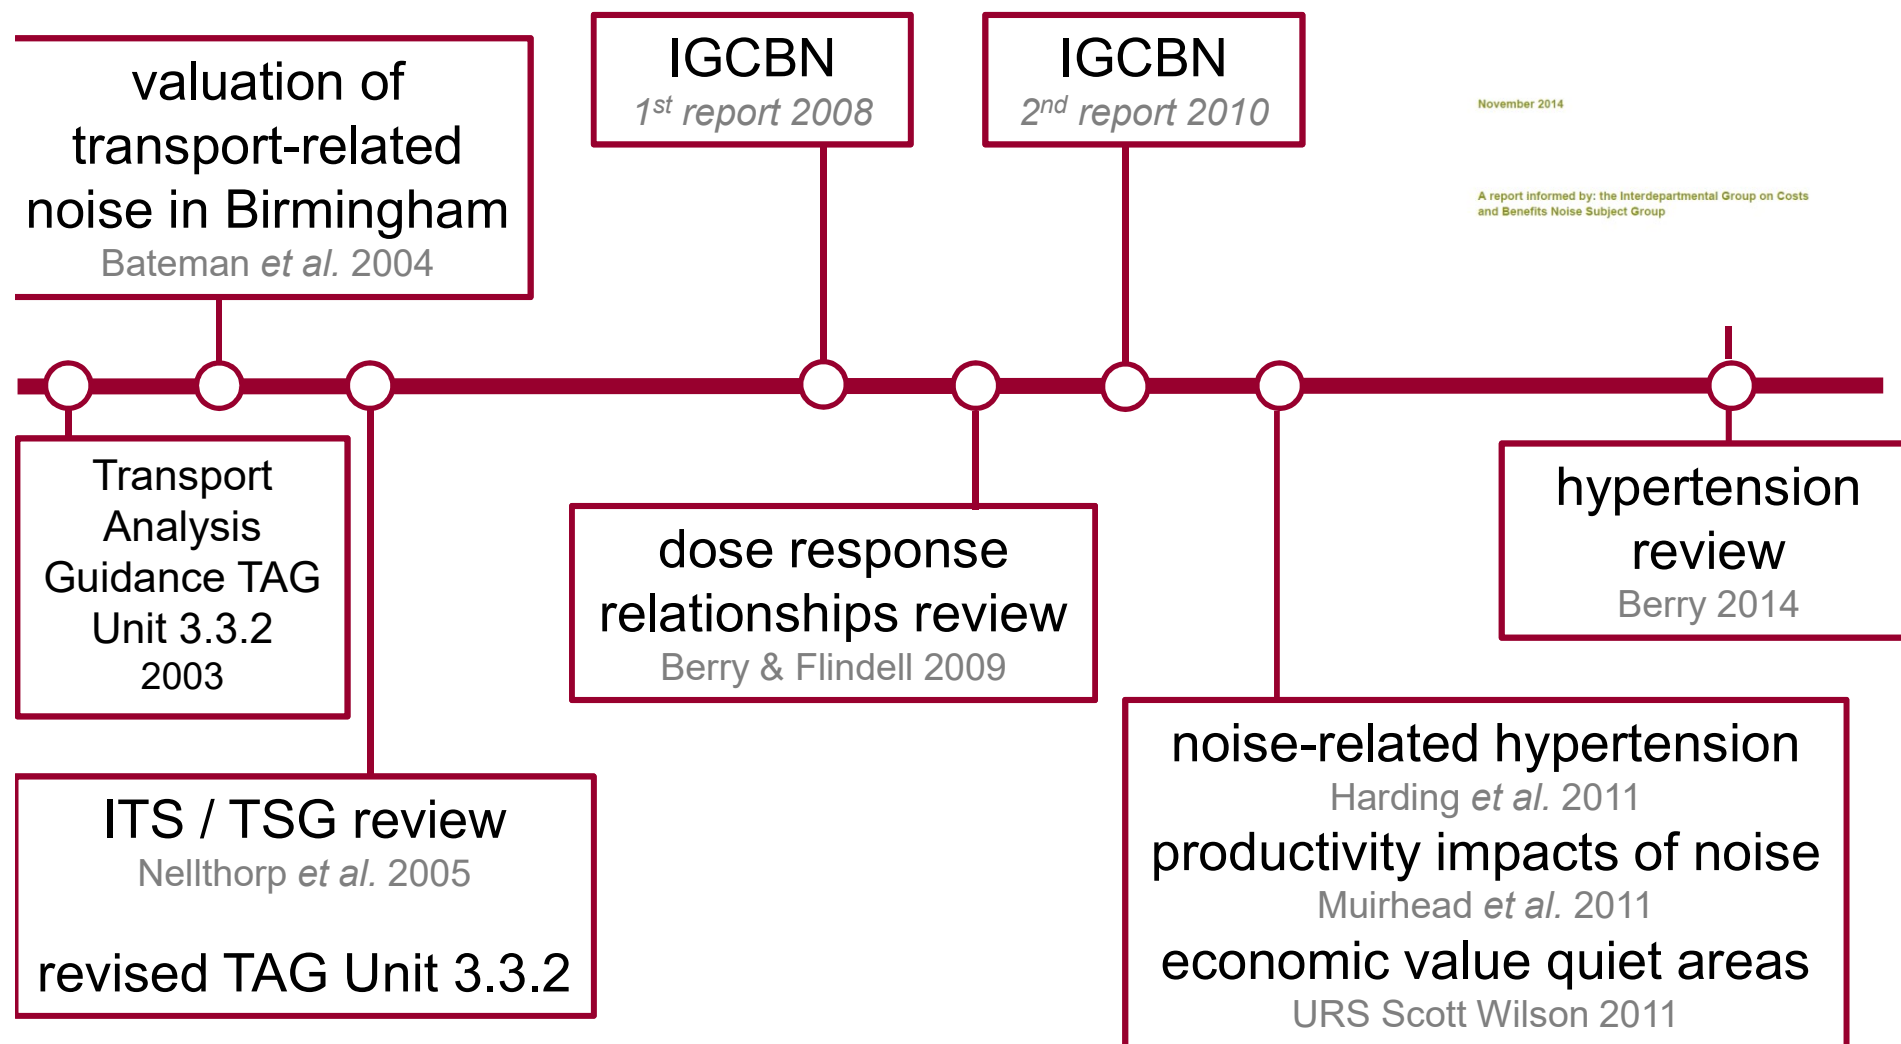 valuation of
transport-related
noise in Birmingham
Bateman et al. 2004
IGCBN
1st report 2008
IGCBN
2nd report 2010
November 2014
A report informed by: the Interdepartmental Group on Costs
and Benefits Noise Subject Group
Transport
Analysis
Guidance TAG
Unit 3.3.2
2003
ITS / TSG review
Nellthorp et al. 2005
revised TAG Unit 3.3.2
dose response
relationships review
Berry & Flindell 2009
noise-related hypertension
Harding et al. 2011
productivity impacts of noise
Muirhead et al. 2011
economic value quiet areas
URS Scott Wilson 2011
hypertension
review
Berry 2014